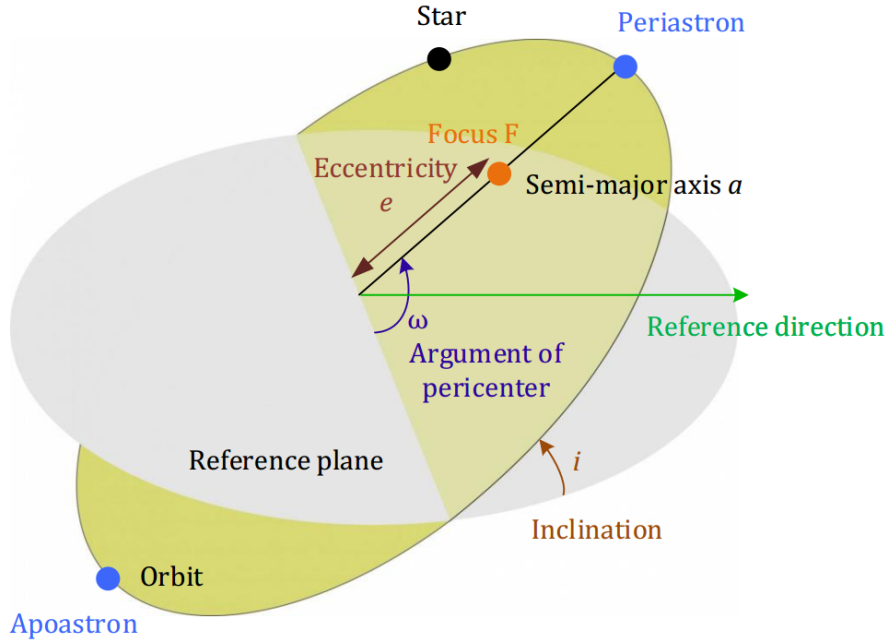 Star
Periastron
Focus F
Eccentricity
e
Semi-major axis a
ω
Reference direction
Argument of
pericenter
Reference plane
i
Inclination
Orbit
Apoastron